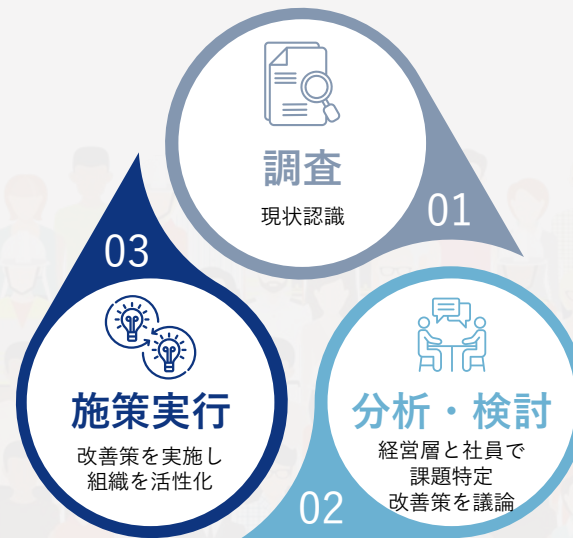 調査
現状認識
01
分析・検討
経営層と社員で
課題特定
改善策を議論
02
03
施策実行
改善策を実施し
組織を活性化